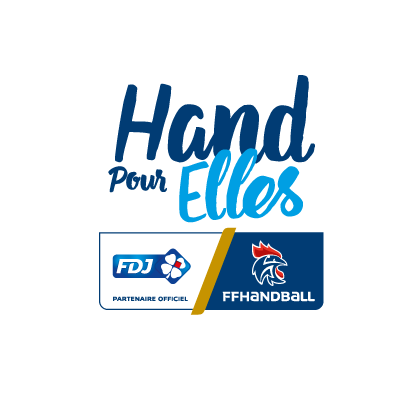 Hand
Pour Elles
FDJ
PARTENAIRE OFFICIEL
FFHANDBALL